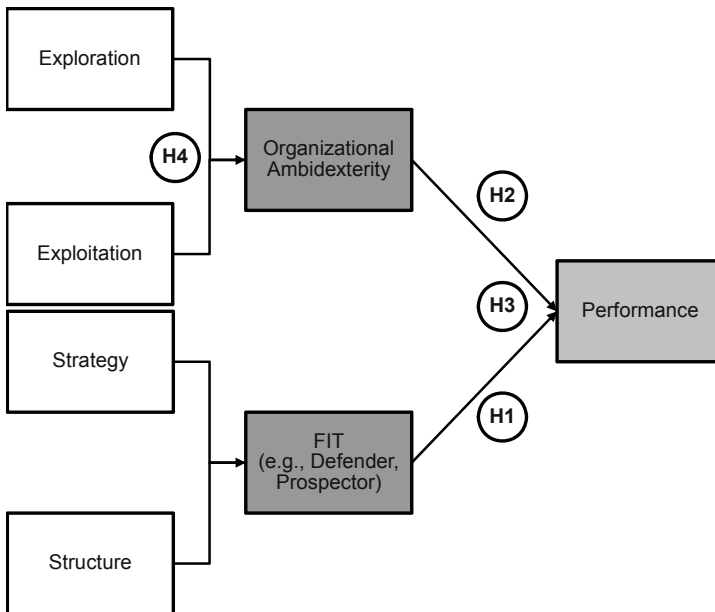 Exploration
H4
Organizational
Ambidexterity
Exploitation
H2
H3
Performance
Strategy
H1
FIT
(e.g., Defender,
Prospector)
Structure